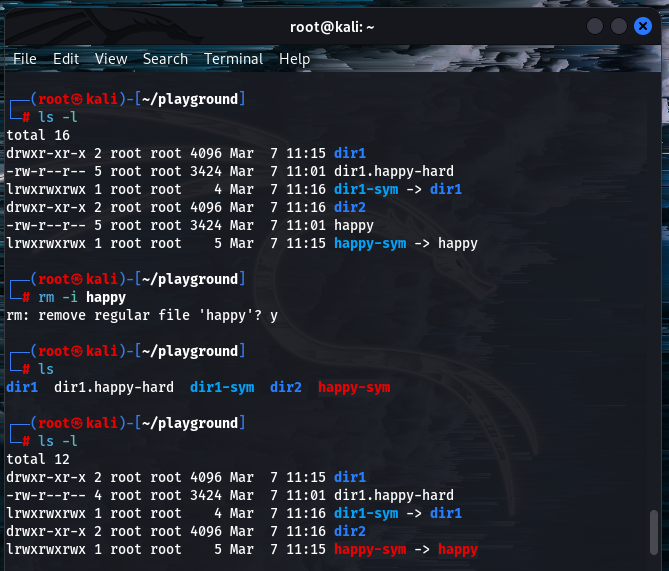 root@kali: ~
File Edit View Search Terminal Help
┌──(root㉿kali)-[~/playground]
└─# ls -l
total 16
drwxr-xr-x 2 root root 4096 Mar  7 11:15 dir1
-rw-r--r-- 5 root root 3424 Mar  7 11:01 dir1.happy-hard
lrwxrwxrwx 1 root root    4 Mar  7 11:16 dir1-sym -> dir1
drwxr-xr-x 2 root root 4096 Mar  7 11:16 dir2
-rw-r--r-- 5 root root 3424 Mar  7 11:01 happy
lrwxrwxrwx 1 root root    5 Mar  7 11:15 happy-sym -> happy
┌──(root㉿kali)-[~/playground]
└─# rm -i happy
rm: remove regular file 'happy'? y
┌──(root㉿kali)-[~/playground]
└─# ls
dir1  dir1.happy-hard  dir1-sym  dir2  happy-sym
┌──(root㉿kali)-[~/playground]
└─# ls -l
total 12
drwxr-xr-x 2 root root 4096 Mar  7 11:15 dir1
-rw-r--r-- 4 root root 3424 Mar  7 11:01 dir1.happy-hard
lrwxrwxrwx 1 root root    4 Mar  7 11:16 dir1-sym -> dir1
drwxr-xr-x 2 root root 4096 Mar  7 11:16 dir2
lrwxrwxrwx 1 root root    5 Mar  7 11:15 happy-sym -> happy